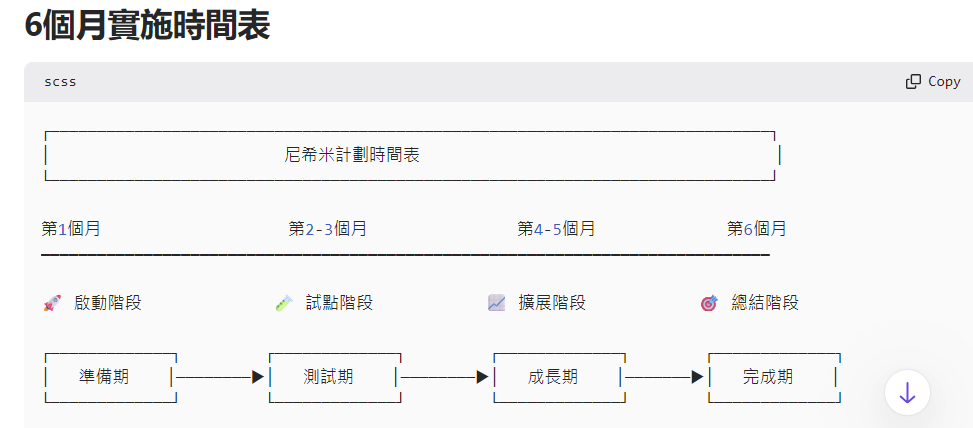 6個月實施時間表
scss Copy
尼希米計劃時間表
第1個月 第2-3個月 第4-5個月 第6個月
🚀 啟動階段 🧪 試點階段 📈 擴展階段 🎯 總結階段
準備期 測試期 成長期 完成期